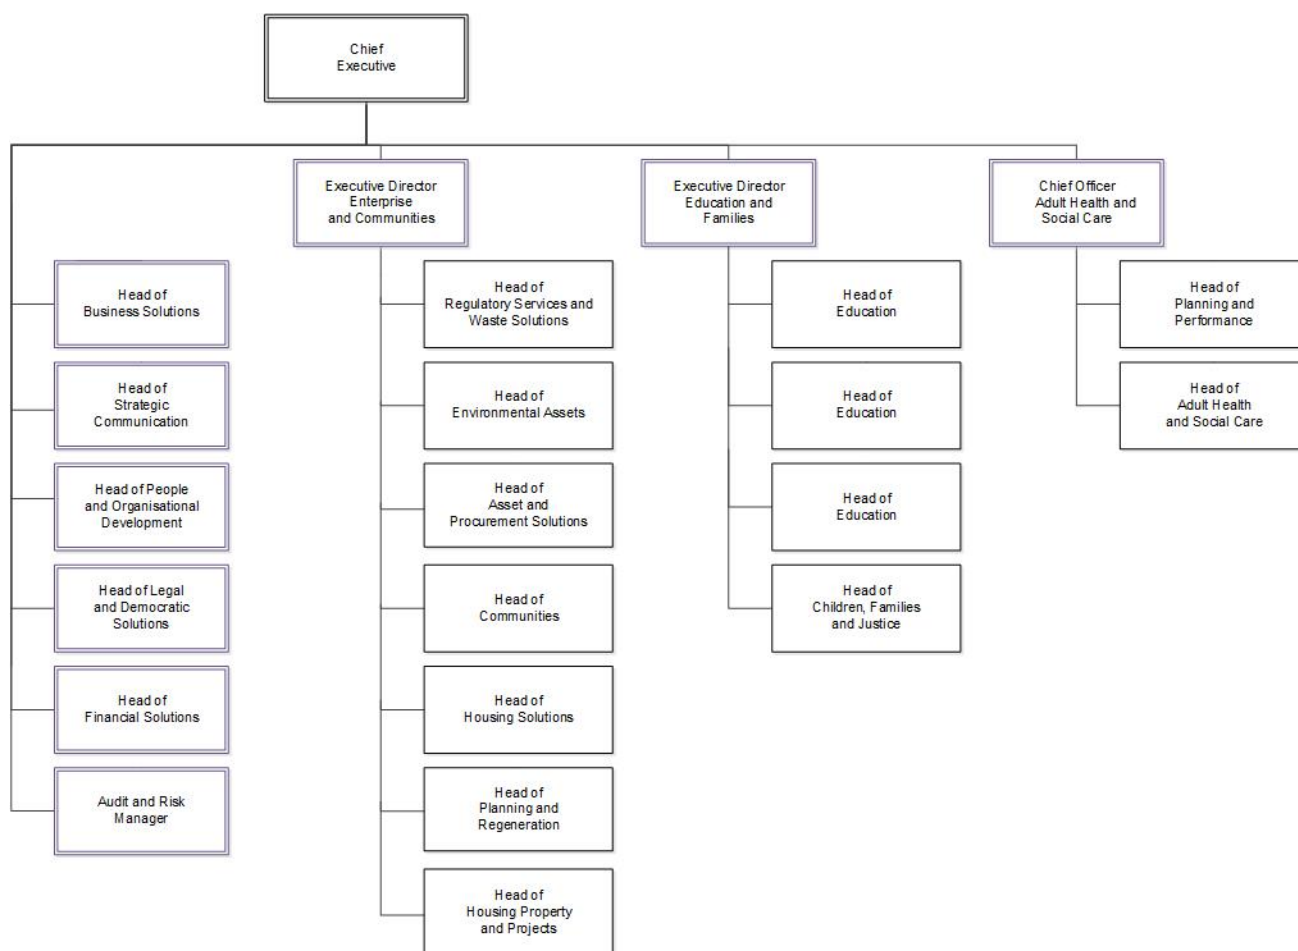 Chief
Executive
Executive Director
Enterprise
and Communities
Executive Director
Education and
Families
Chief Officer
Adult Health and
Social Care
Head of
Business Solutions
Head of
Strategic
Communication
Head of People
and Organisational
Development
Head of Legal
and Democratic
Solutions
Head of
Financial Solutions
Audit and Risk
Manager
Head of
Regulatory Services and
Waste Solutions
Head of
Environmental Assets
Head of
Asset and
Procurement Solutions
Head of
Communities
Head of
Housing Solutions
Head of
Planning and
Regeneration
Head of
Housing Property
and Projects
Head of
Education
Head of
Education
Head of
Education
Head of
Children, Families
and Justice
Head of
Planning and
Performance
Head of
Adult Health
and Social Care